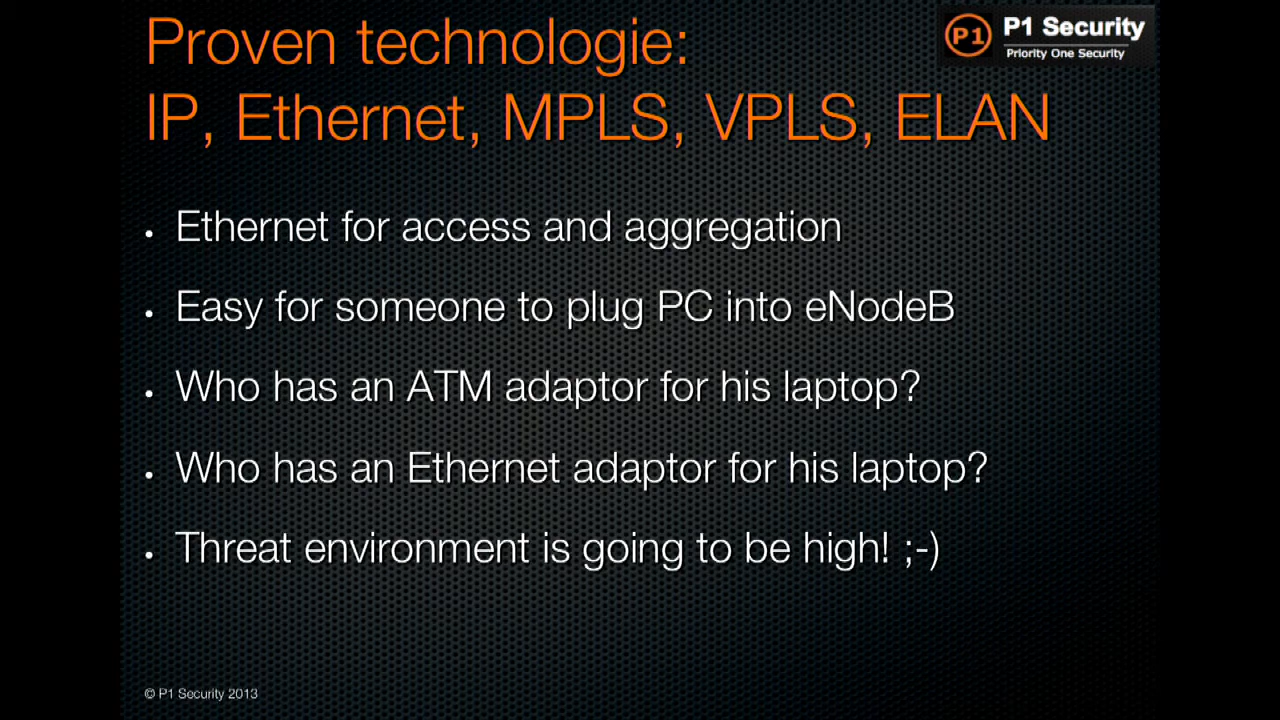 Proven technologie:
IP, Ethernet, MPLS, VPLS, ELAN
P1 P1 Security
Priority One Security
• Ethernet for access and aggregation
• Easy for someone to plug PC into eNodeB
• Who has an ATM adaptor for his laptop?
• Who has an Ethernet adaptor for his laptop?
• Threat environment is going to be high! ;-)
© P1 Security 2013